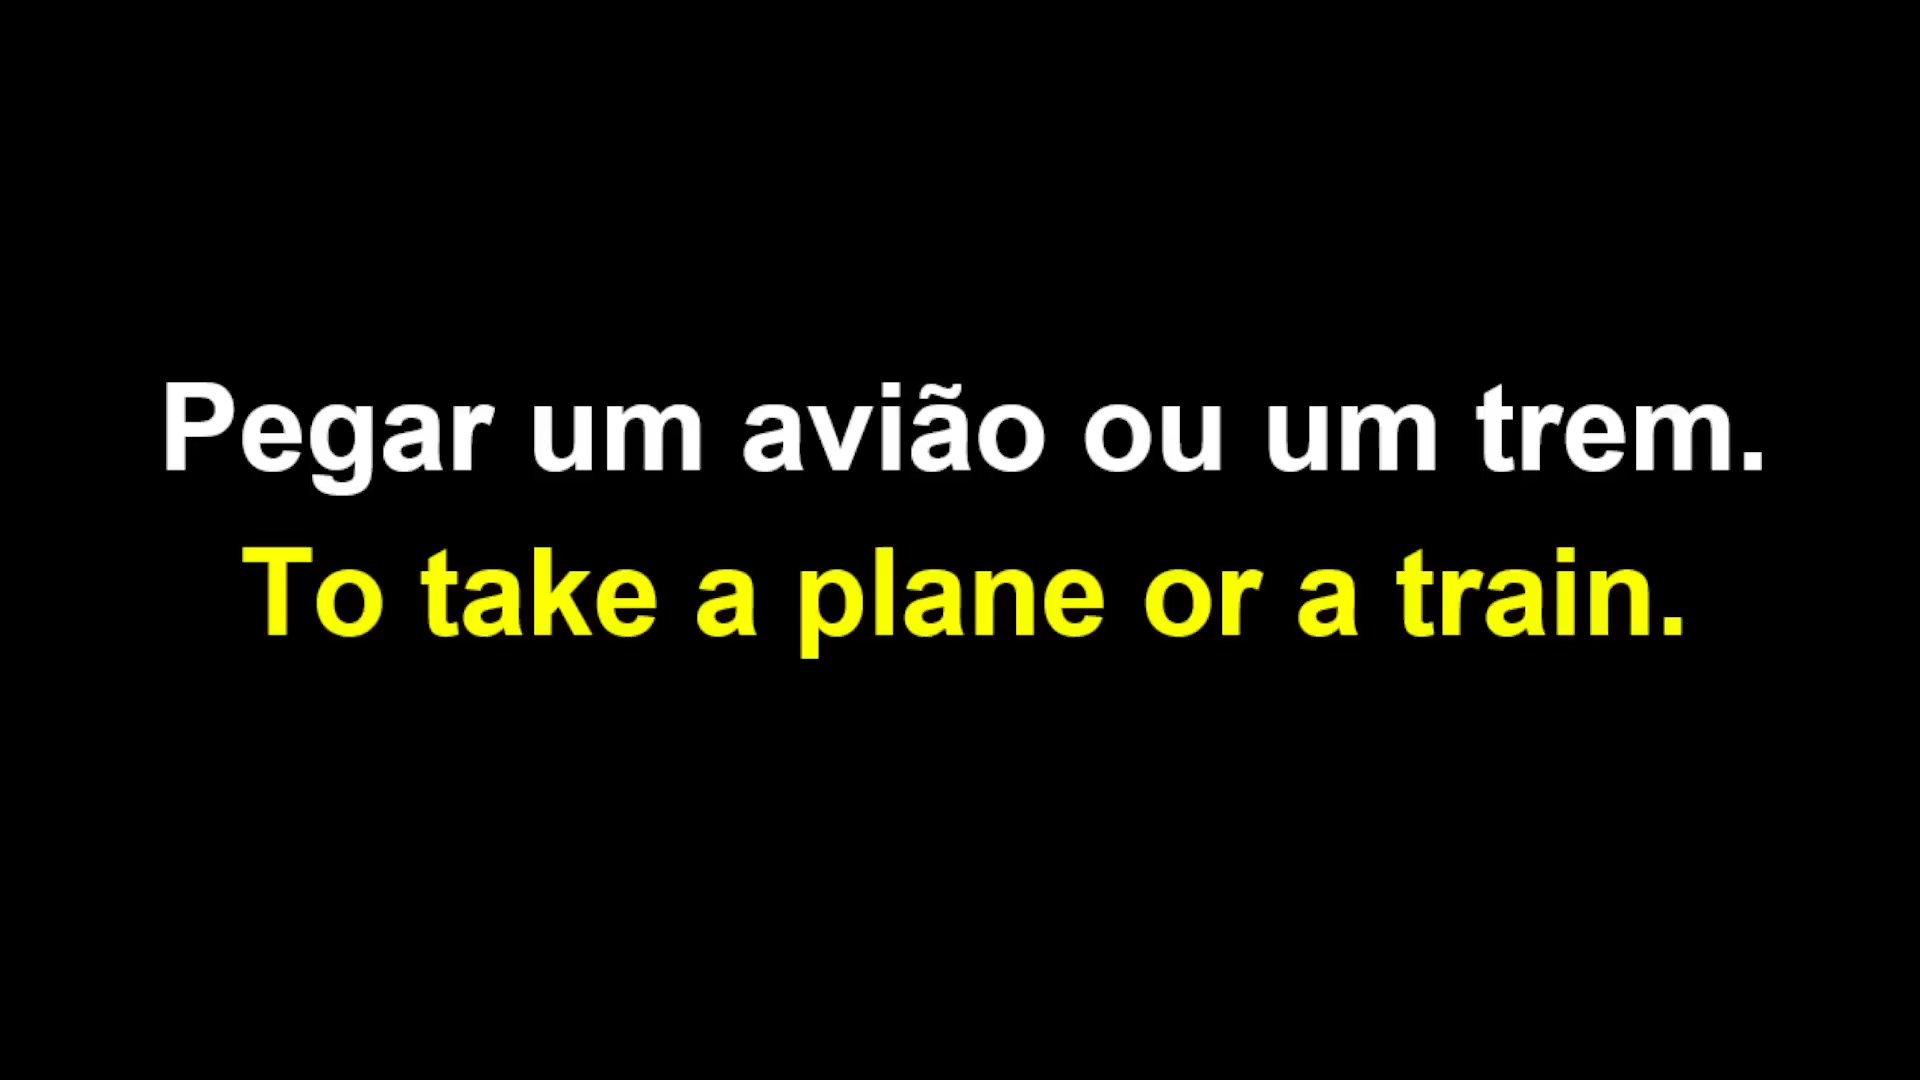 Pegar um avião ou um trem.
To take a plane or a train.